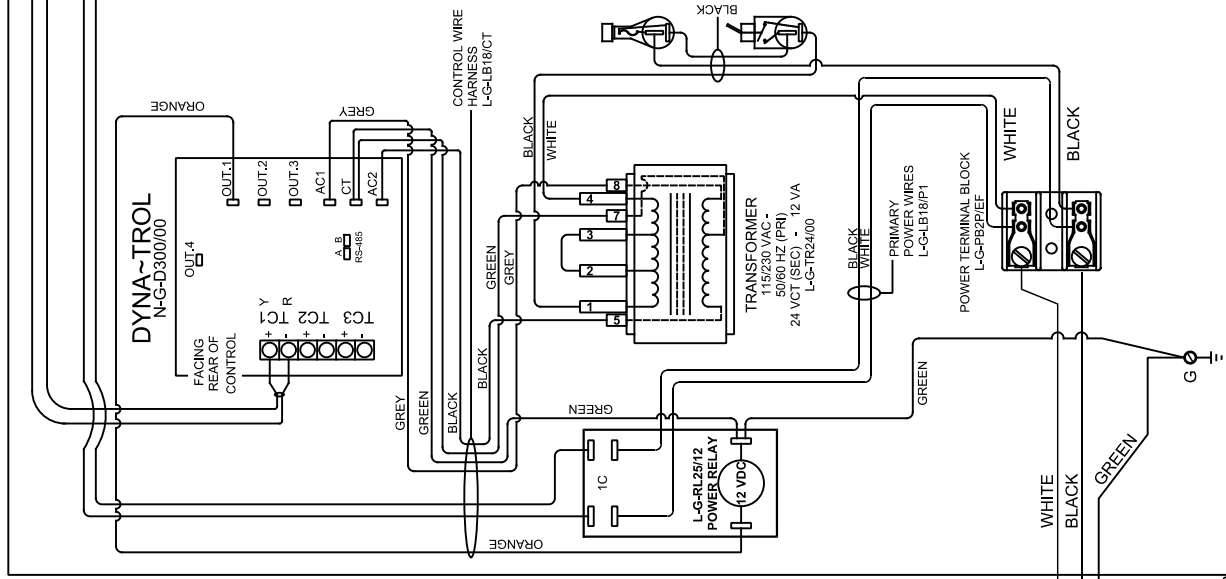 ORANGE
DYNA~TROL
N-G-D300/00
OUT.4
OUT.1
OUT.2
OUT.3
AC1
CT
AC2
A B
RS-485
FACING
REAR OF
CONTROL
Y
R
TC1
TC2
TC3
+
-
+
-
+
-
GREY
CONTROL WIRE
HARNESS
L-G-LB18/CT
BLACK
BLACK
WHITE
GREEN
GREY
BLACK
8
4
7
3
2
1
5
TRANSFORMER
115/230 VAC -
50/60 HZ (PRI)
24 VCT (SEC) - 12 VA
L-G-TR24/00
BLACK
WHITE
PRIMARY
POWER WIRES
L-G-LB18/P1
POWER TERMINAL BLOCK
L-G-PB2P/EF
WHITE
BLACK
GREY
GREEN
BLACK
GREEN
1C
L-G-RL25/12
POWER RELAY
12 VDC
ORANGE
GREEN
G
WHITE
BLACK
GREEN